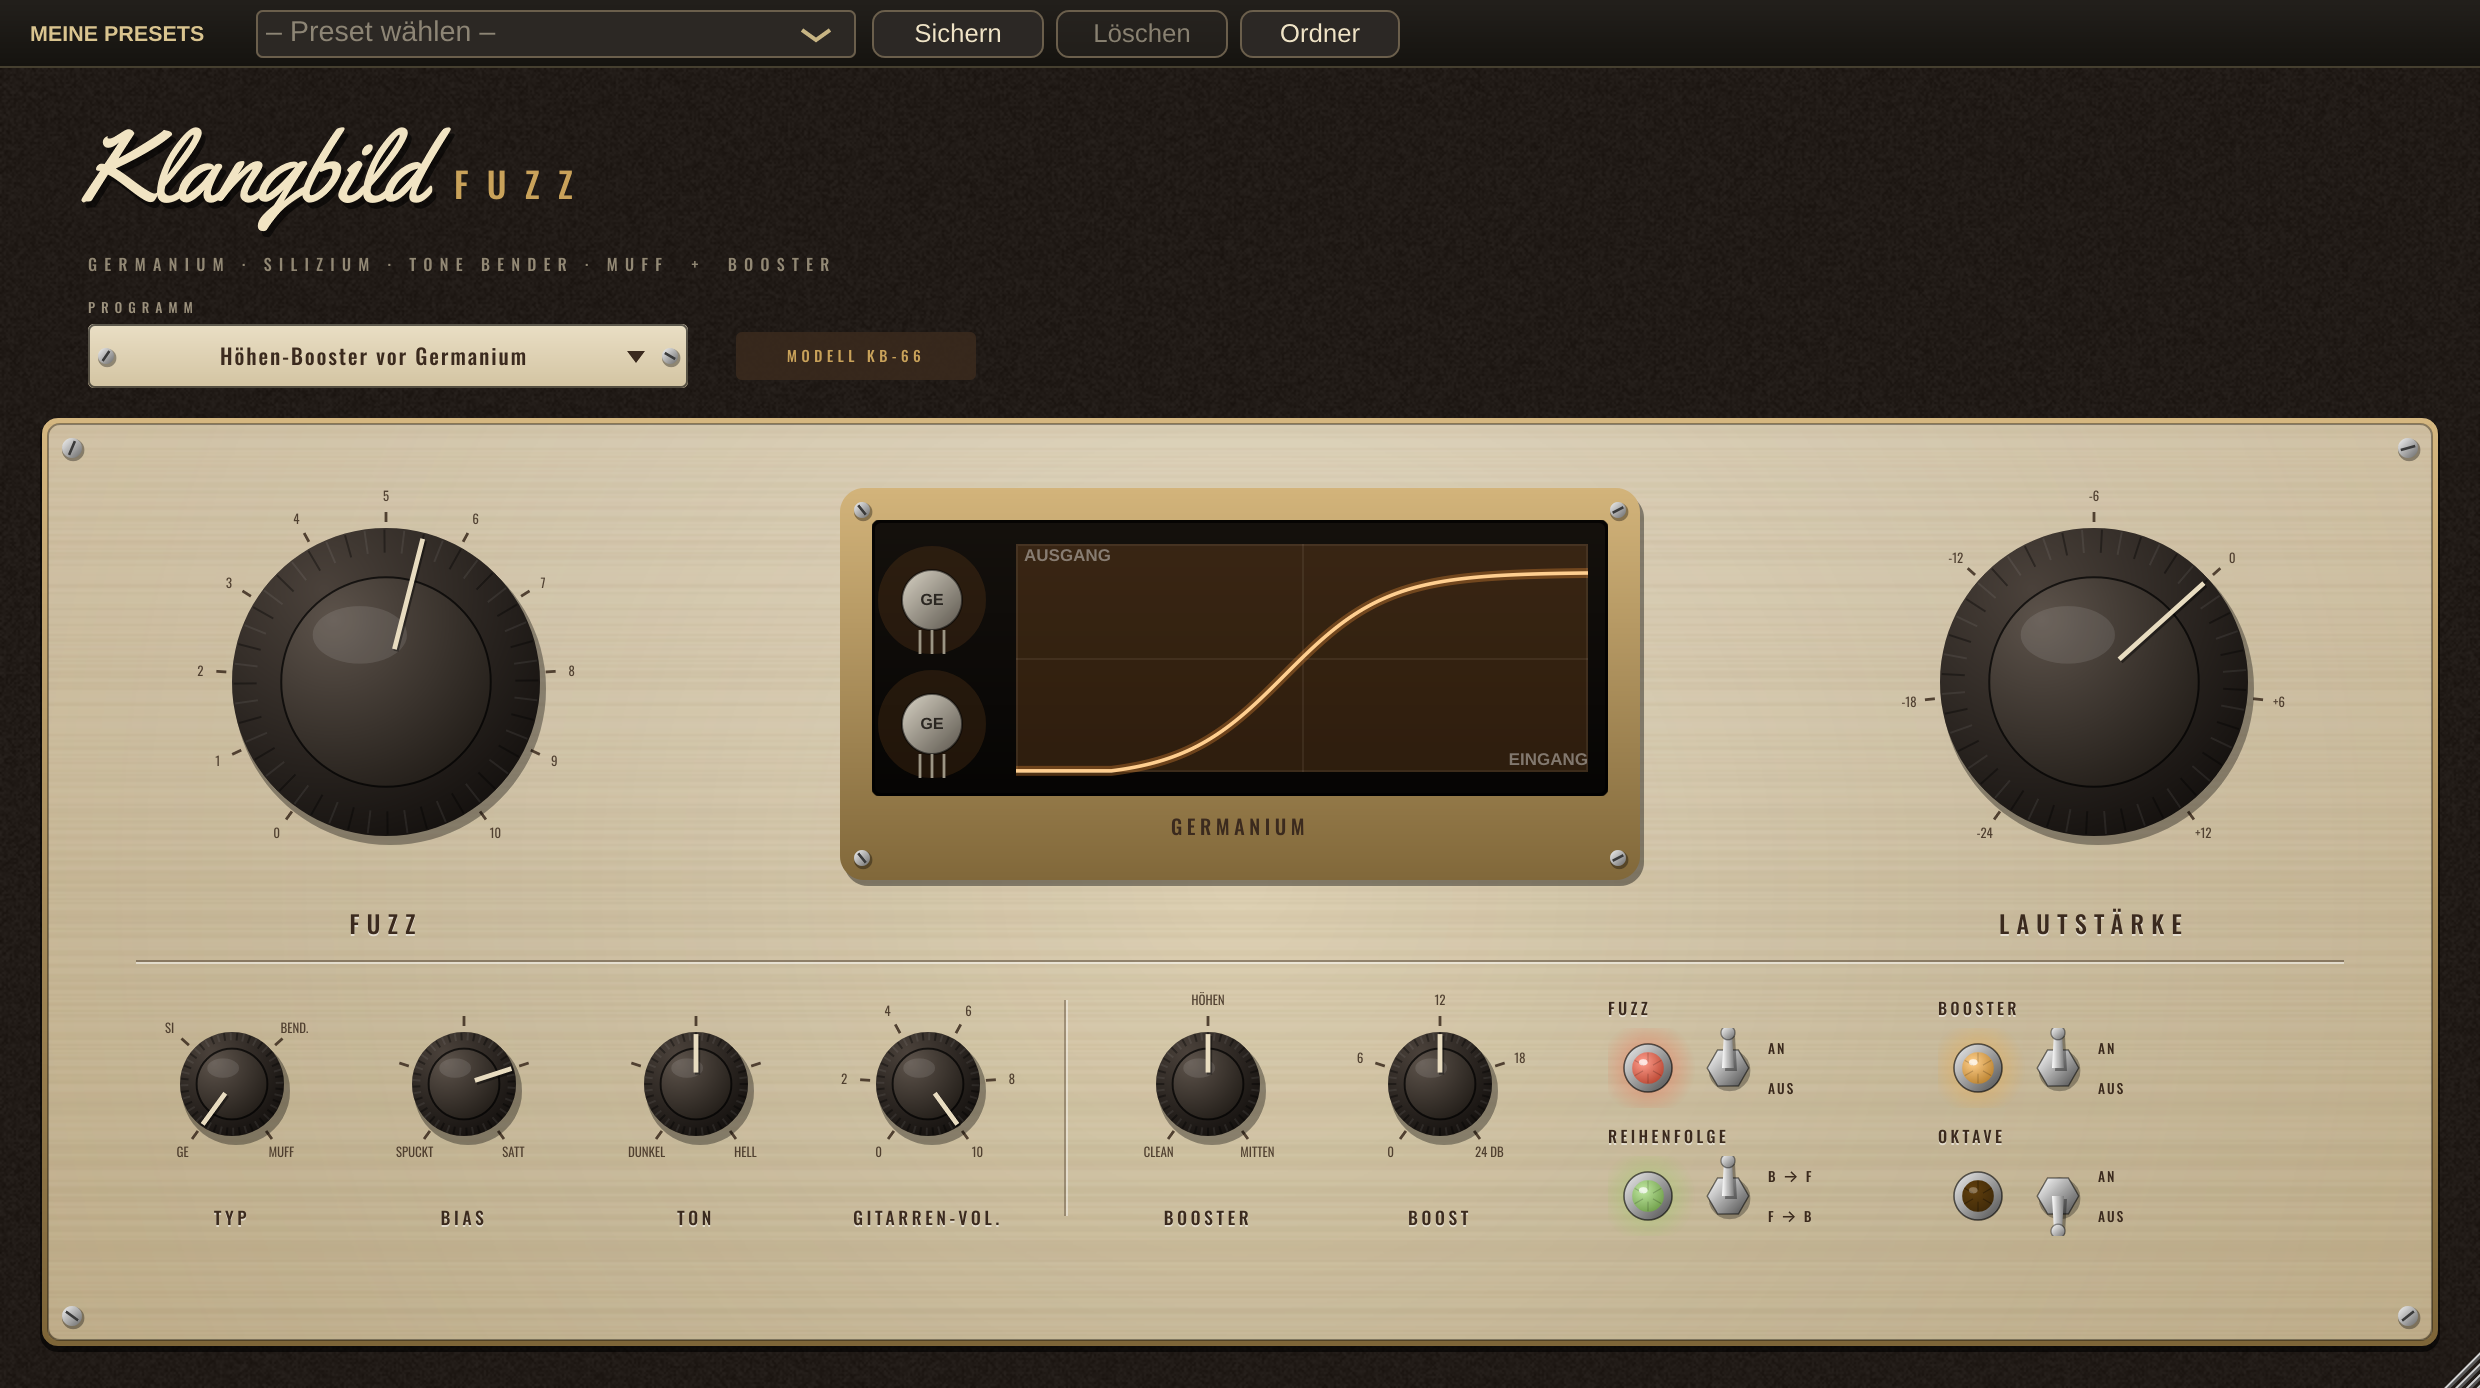 MEINE PRESETS
– Preset wählen –
Sichern
Löschen
Ordner
Klangbild FUZZ
GERMANIUM · SILIZIUM · TONE BENDER · MUFF + BOOSTER
PROGRAMM
Höhen-Booster vor Germanium
MODELL KB-66
0 1 2 3 4 5 6 7 8 9 10
FUZZ
AUSGANG
GE
GE
EINGANG
GERMANIUM
-24 -18 -12 -6 0 +6 +12
LAUTSTÄRKE
GE SI BEND. MUFF
TYP
SPUCKT SATT
BIAS
DUNKEL HELL
TON
0 2 4 6 8 10
GITARREN-VOL.
CLEAN HÖHEN MITTEN
BOOSTER
0 6 12 18 24 DB
BOOST
FUZZ
AN
AUS
BOOSTER
AN
AUS
REIHENFOLGE
B → F
F → B
OKTAVE
AN
AUS